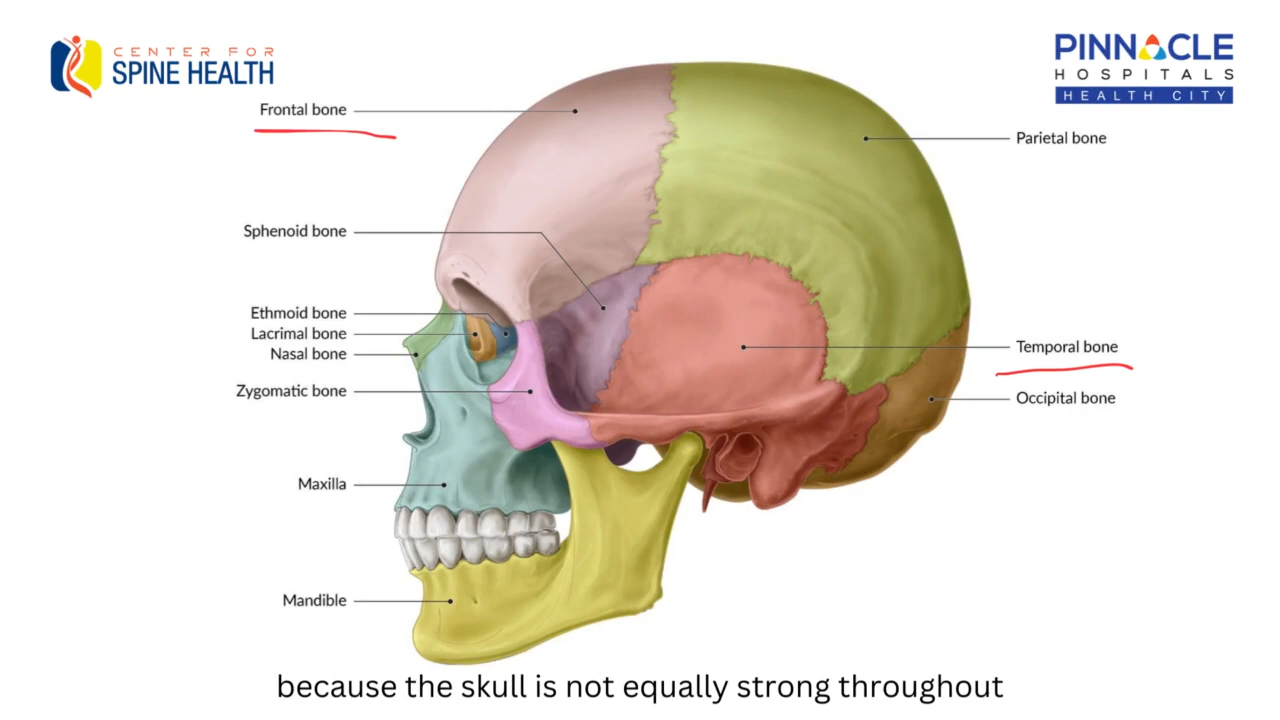 CENTER FOR
SPINE HEALTH
PINNACLE
HOSPITALS
HEALTH CITY
Frontal bone
Parietal bone
Sphenoid bone
Ethmoid bone
Lacrimal bone
Nasal bone
Temporal bone
Zygomatic bone
Occipital bone
Maxilla
Mandible
because the skull is not equally strong throughout